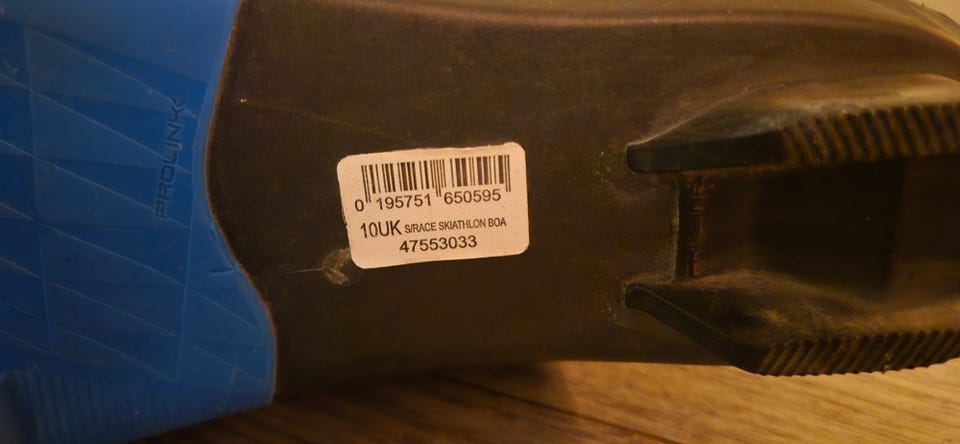 PROLINK
0 195751 650595
10UK S/RACE SKIATHLON BOA
47553033